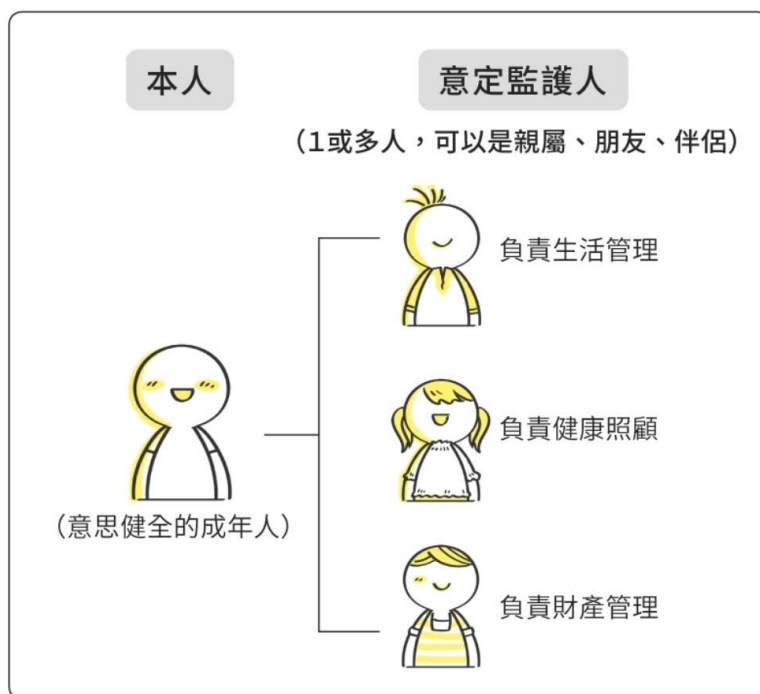 本人
意定監護人
（1或多人，可以是親屬、朋友、伴侶）
負責生活管理
負責健康照顧
（意思健全的成年人）
負責財產管理